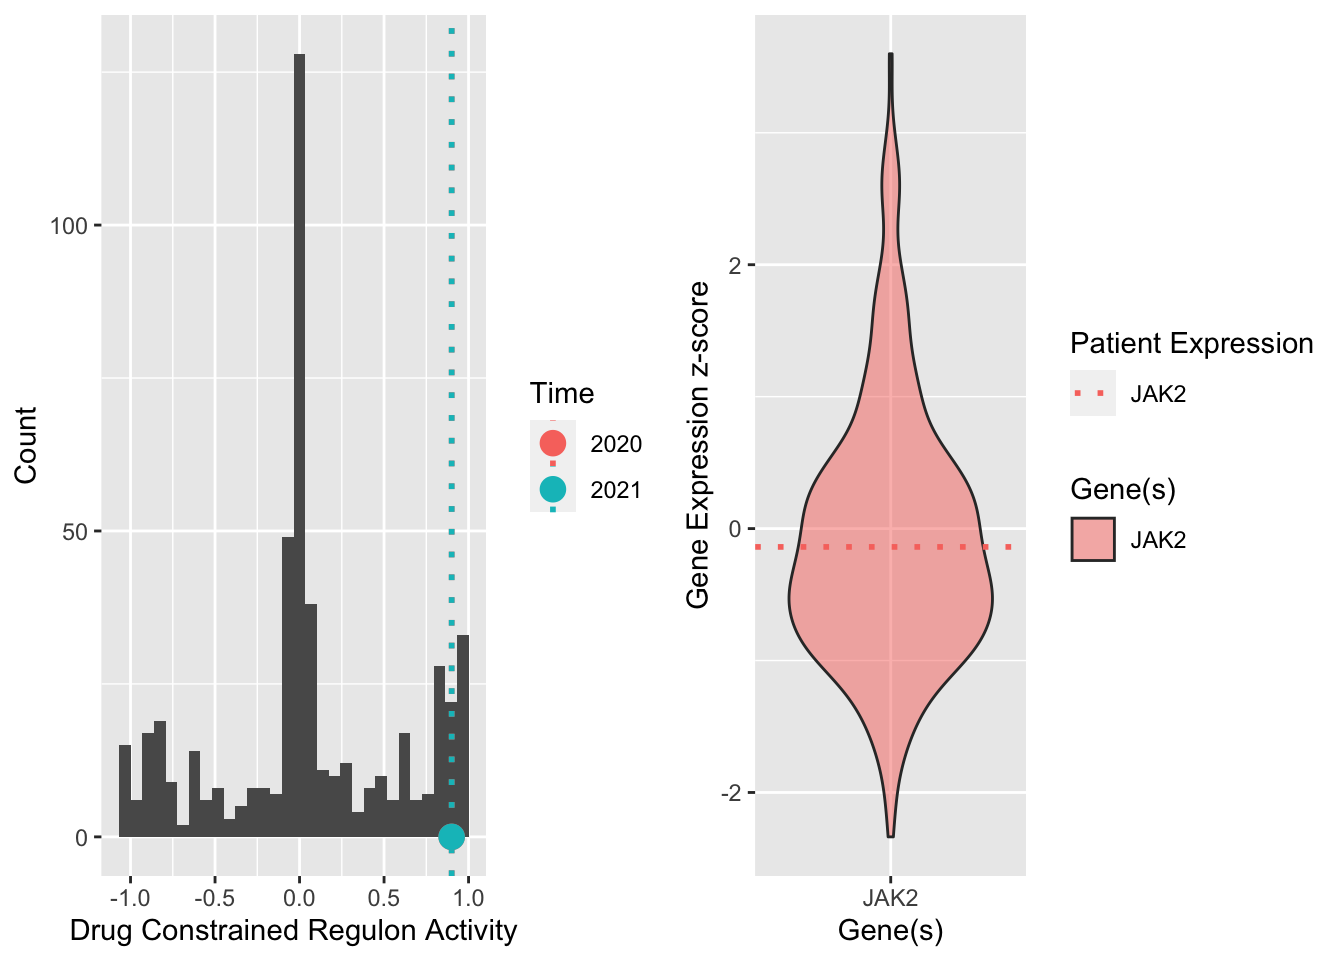 Count
100
50
0
-1.0
-0.5
0.0
0.5
1.0
Drug Constrained Regulon Activity
Time
2020
2021
Gene Expression z-score
2
0
-2
JAK2
Gene(s)
Patient Expression
JAK2
Gene(s)
JAK2